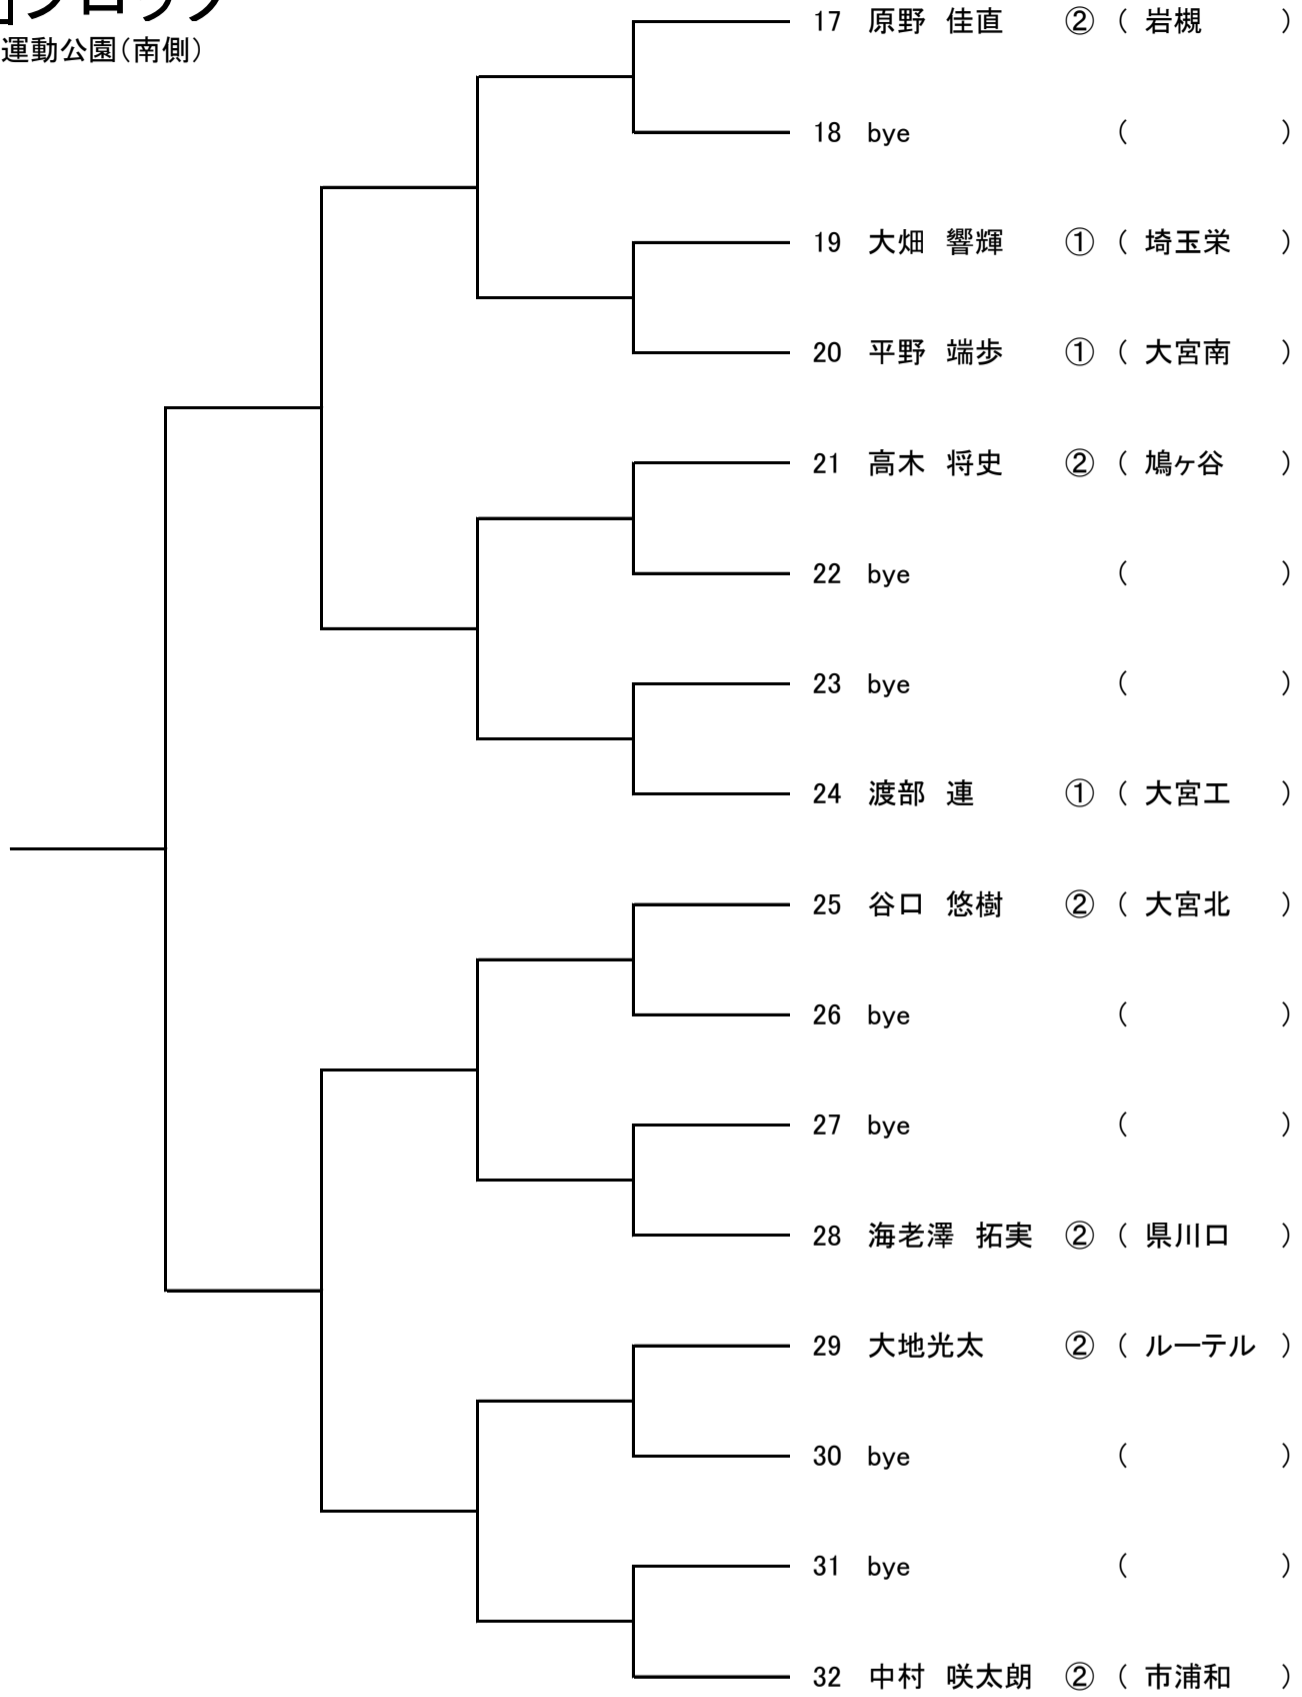 ブロック
運動公園(南側)
17 原野 佳直 ② ( 岩槻 )
18 bye ( )
19 大畑 響輝 ① ( 埼玉栄 )
20 平野 端歩 ① ( 大宮南 )
21 高木 将史 ② ( 鳩ヶ谷 )
22 bye ( )
23 bye ( )
24 渡部 連 ① ( 大宮工 )
25 谷口 悠樹 ② ( 大宮北 )
26 bye ( )
27 bye ( )
28 海老澤 拓実 ② ( 県川口 )
29 大地光太 ② ( ルーテル )
30 bye ( )
31 bye ( )
32 中村 咲太朗 ② ( 市浦和 )